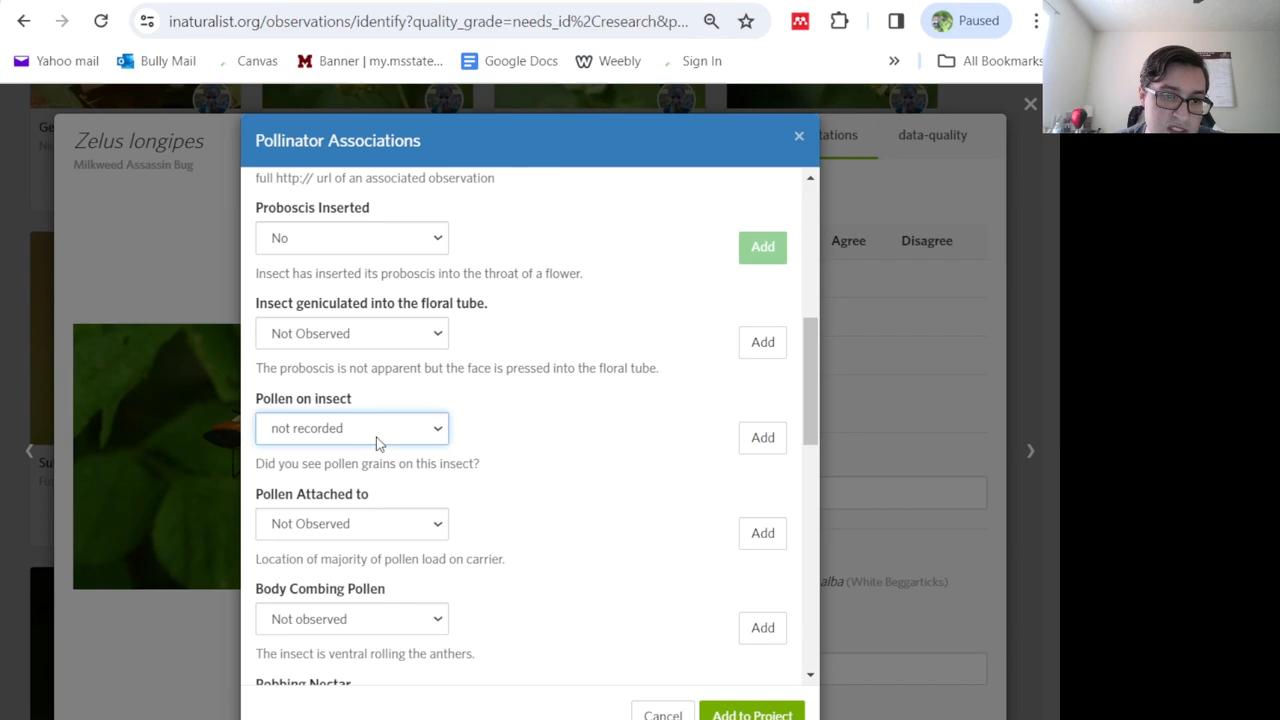 inaturalist.org/observations/identify?quality_grade=needs_id%2Cresearch&p...
Paused
Yahoo mail
Bully Mail
Canvas
Banner | my.msstate...
Google Docs
Weebly
Sign In
»
All Bookmarks
Zelus longipes
Milkweed Assassin Bug
Pollinator Associations
×
tations
data-quality
full http:// url of an associated observation
Proboscis Inserted
No
Add
Agree
Disagree
Insect has inserted its proboscis into the throat of a flower.
Insect geniculated into the floral tube.
Not Observed
Add
The proboscis is not apparent but the face is pressed into the floral tube.
Pollen on insect
not recorded
Add
Did you see pollen grains on this insect?
Pollen Attached to
Not Observed
Add
Location of majority of pollen load on carrier.
alba (White Beggarticks)
Body Combing Pollen
Not observed
Add
The insect is ventral rolling the anthers.
Robbing Nectar
Cancel
Add to Project